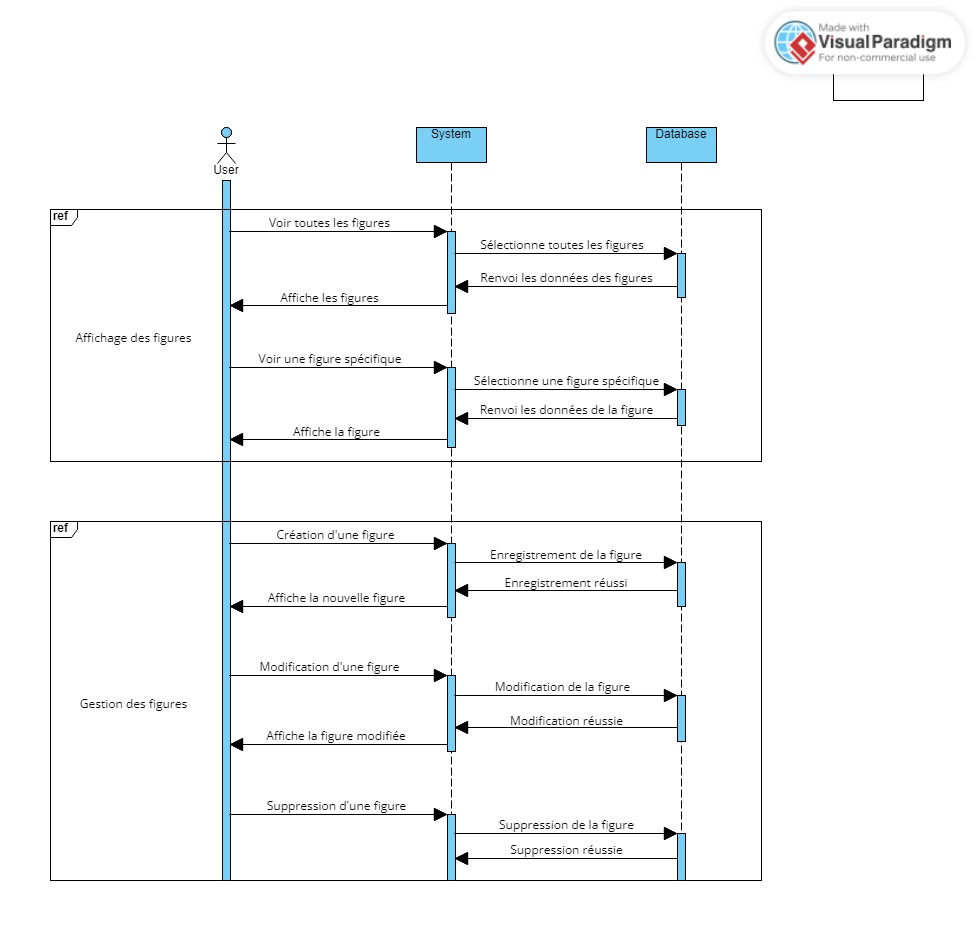 Made with
VisualParadigm
For non-commercial use
User
System
Database
ref
Voir toutes les figures
Sélectionne toutes les figures
Renvoi les données des figures
Affiche les figures
Affichage des figures
Voir une figure spécifique
Sélectionne une figure spécifique
Renvoi les données de la figure
Affiche la figure
ref
Création d'une figure
Enregistrement de la figure
Enregistrement réussi
Affiche la nouvelle figure
Modification d'une figure
Modification de la figure
Gestion des figures
Modification réussie
Affiche la figure modifiée
Suppression d'une figure
Suppression de la figure
Suppression réussie